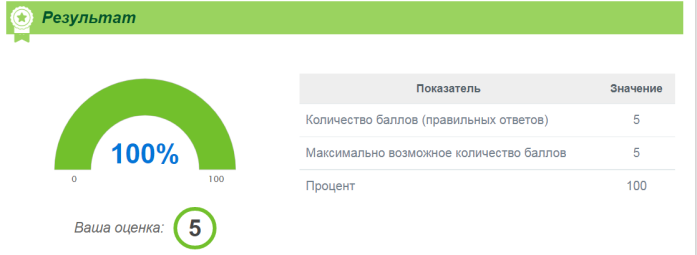 Результат
100%
0 100
Ваша оценка: 5
Показатель Значение
Количество баллов (правильных ответов) 5
Максимально возможное количество баллов 5
Процент 100